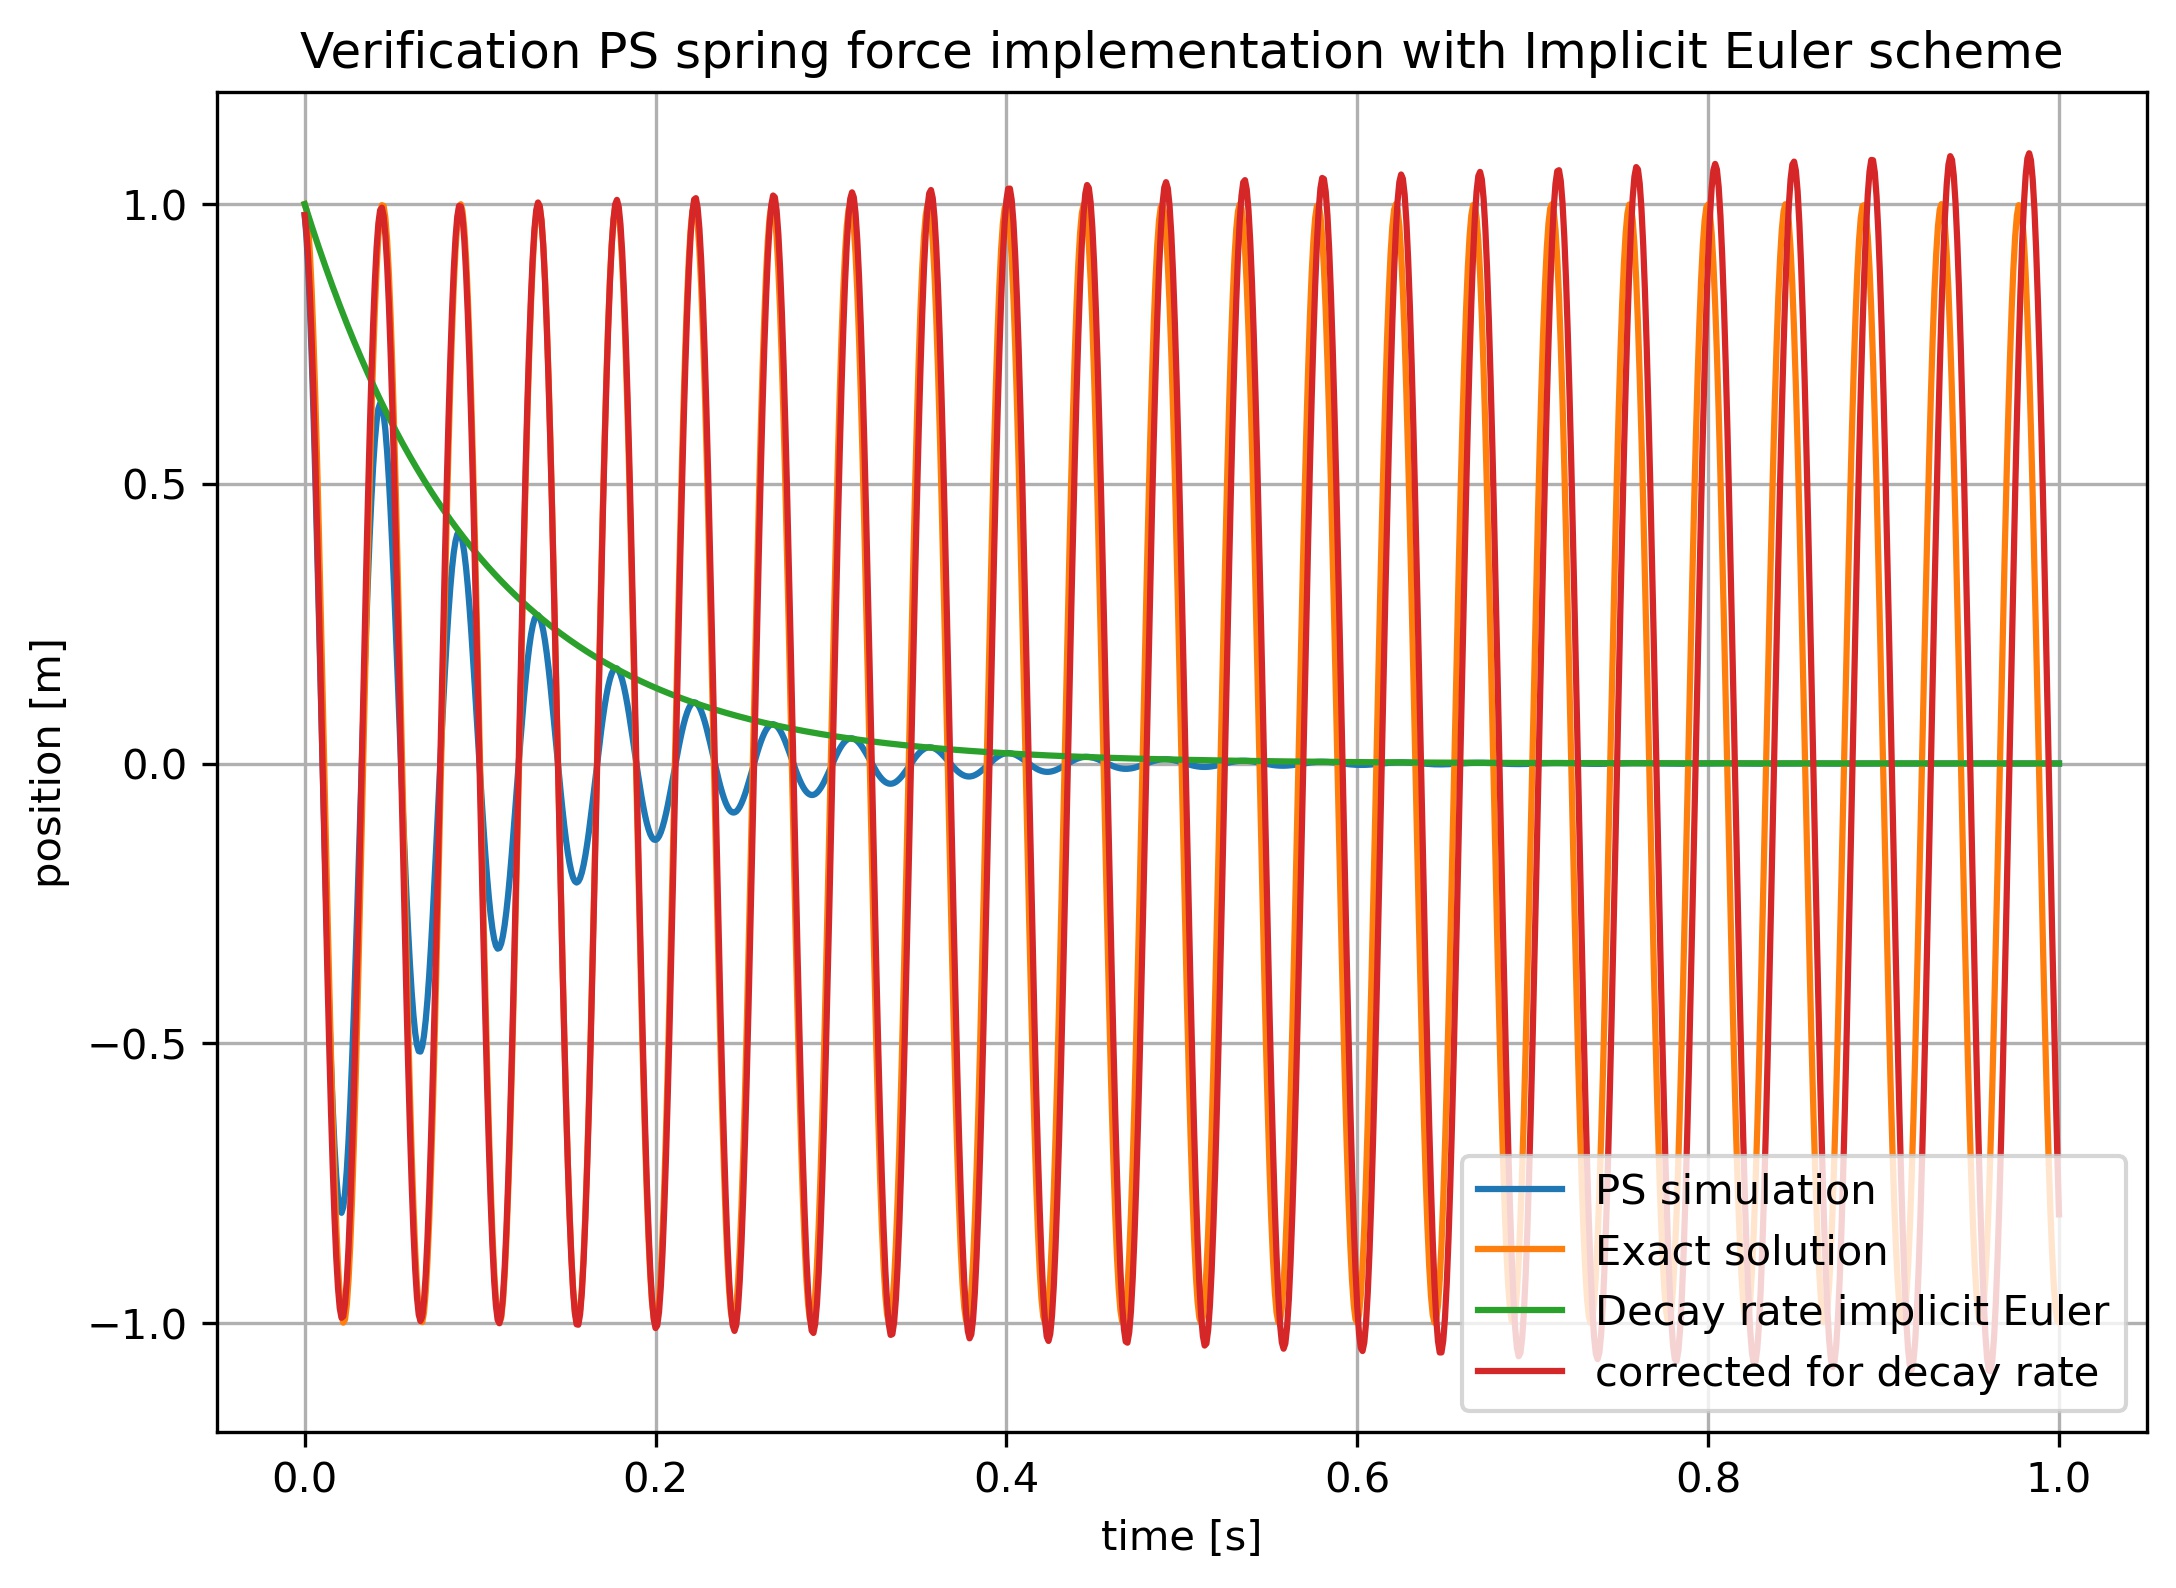 Verification PS spring force implementation with Implicit Euler scheme
1.0
0.5
0.0
−0.5
−1.0
position [m]
PS simulation
Exact solution
Decay rate implicit Euler
corrected for decay rate
0.0 0.2 0.4 0.6 0.8 1.0
time [s]